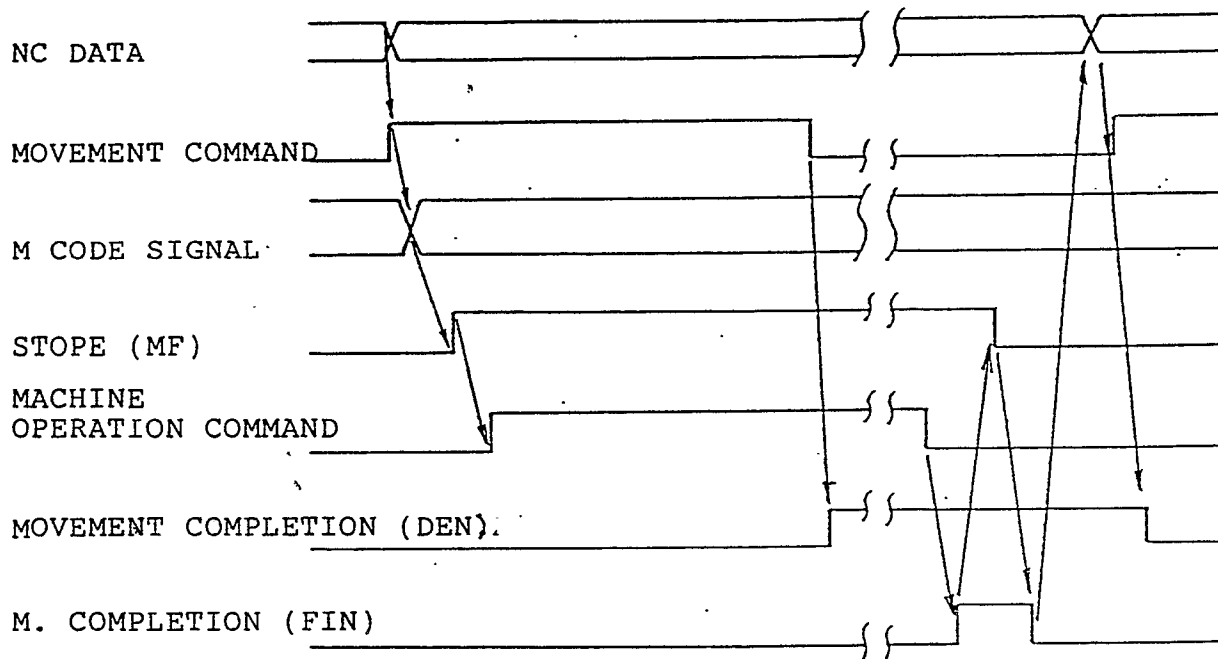 NC DATA
MOVEMENT COMMAND
M CODE SIGNAL
STOPE (MF)
MACHINE
OPERATION COMMAND
MOVEMENT COMPLETION (DEN).
M. COMPLETION (FIN)